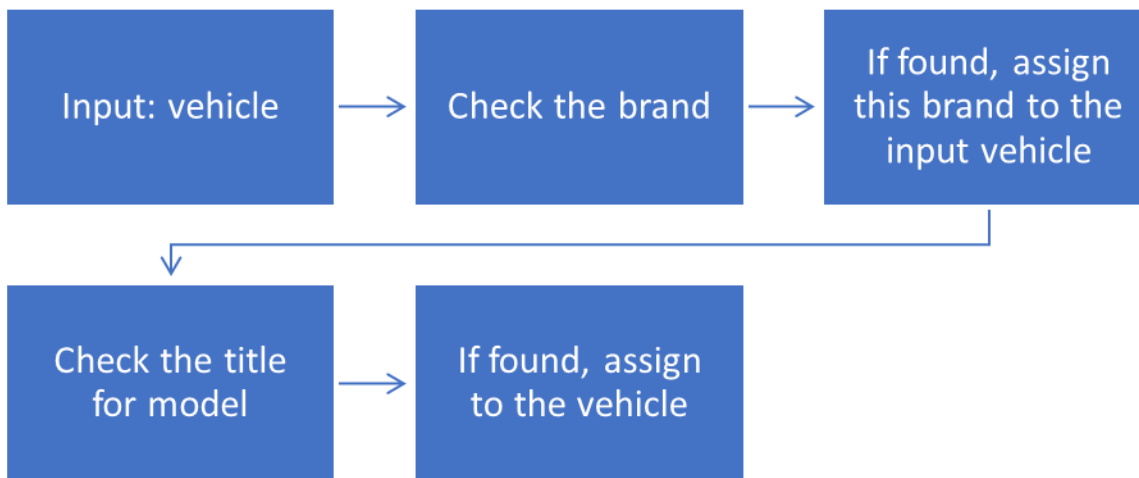 Input: vehicle
Check the brand
If found, assign
this brand to the
input vehicle
Check the title
for model
If found, assign
to the vehicle